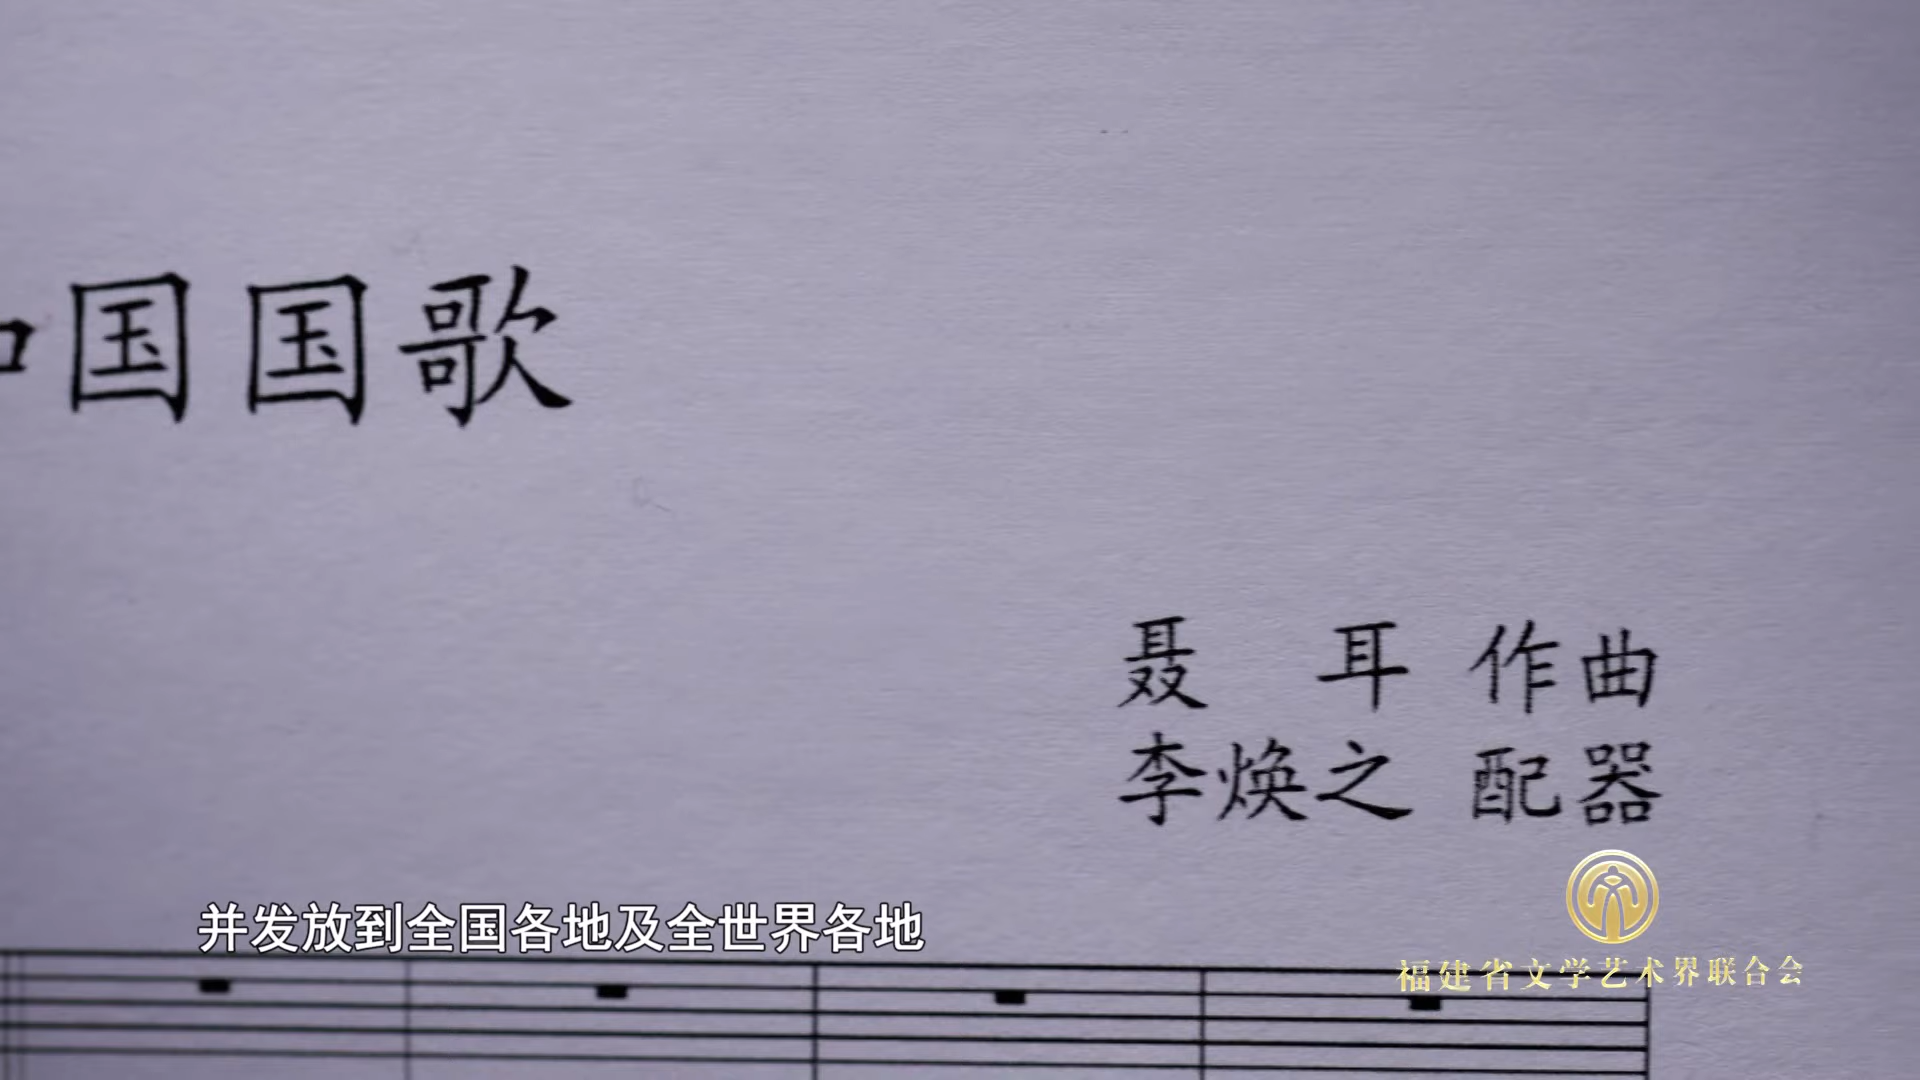 国国歌
聂 耳 作曲
李焕之 配器
并发放到全国各地及全世界各地
福建省文学艺术界联合会